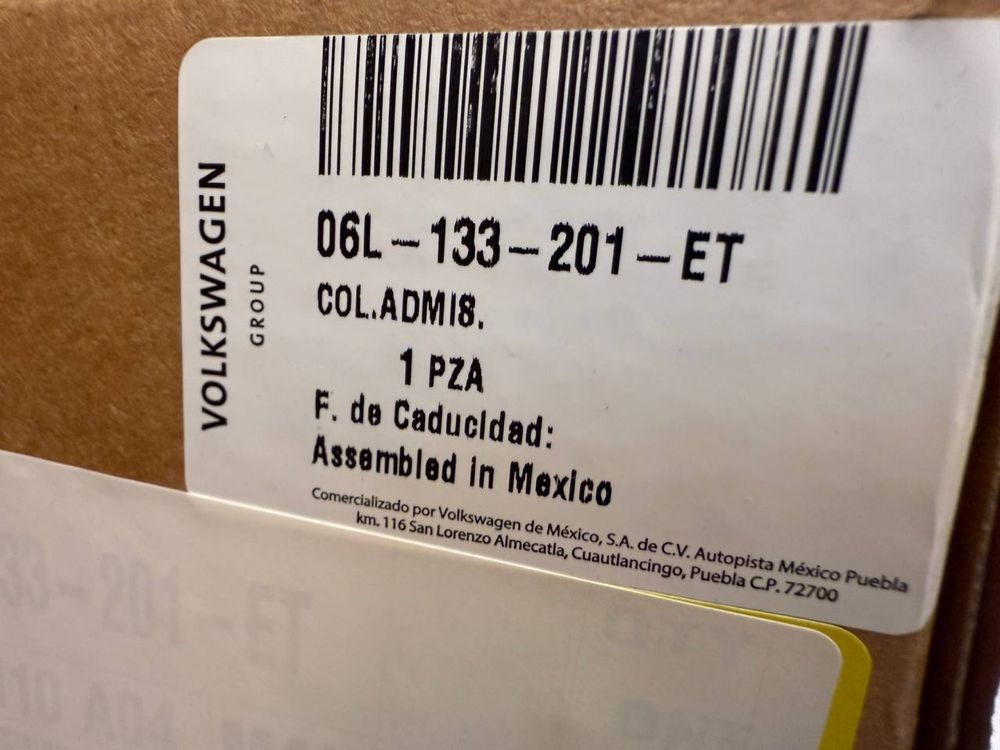 VOLKSWAGEN
GROUP
06L-133-201-ET
COL.ADMIS.
1 PZA
F. de Caducidad:
Assembled in Mexico
Comercializado por Volkswagen de México, S.A. de C.V. Autopista México Puebla
km. 116 San Lorenzo Almecatla, Cuautlancingo, Puebla C.P. 72700